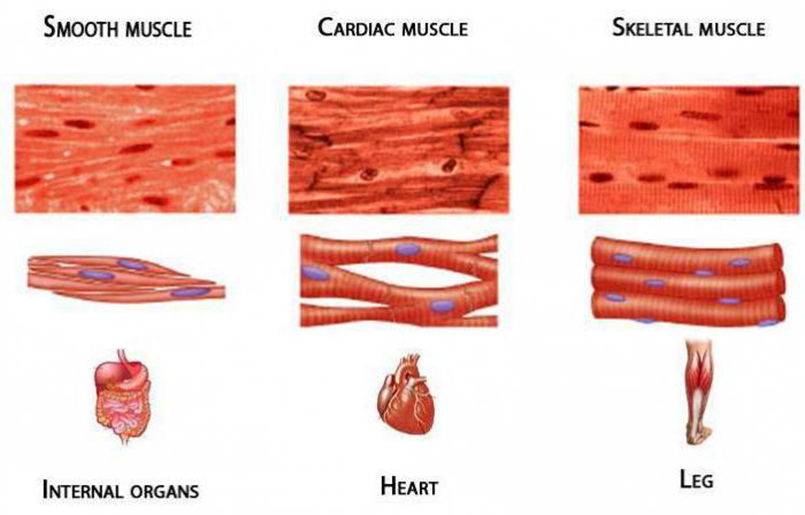 Smooth muscle
Cardiac muscle
Skeletal muscle
Internal organs
Heart
Leg